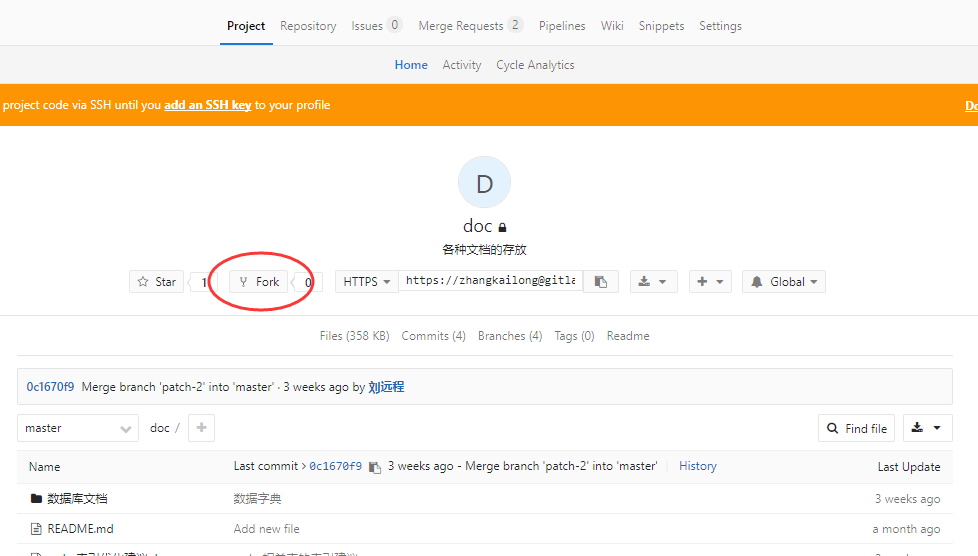 Project Repository Issues 0 Merge Requests 2 Pipelines Wiki Snippets Settings
Home Activity Cycle Analytics
project code via SSH until you add an SSH key to your profile
D
doc
各种文档的存放
Star 1 Fork 0 HTTPS https://zhangkailong@gitla Global
Files (358 KB) Commits (4) Branches (4) Tags (0) Readme
0c1670f9 Merge branch 'patch-2' into 'master' · 3 weeks ago by 刘远程
master doc / + Find file
Name Last commit > 0c1670f9 3 weeks ago - Merge branch 'patch-2' into 'master' History Last Update
数据库文档 数据字典 3 weeks ago
README.md Add new file a month ago